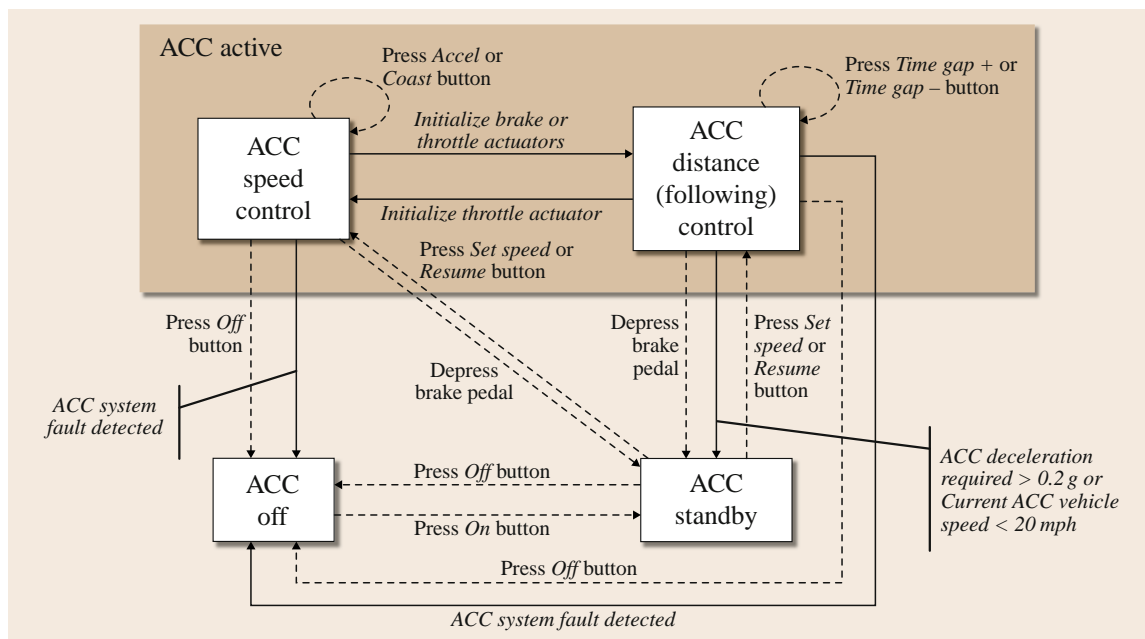 ACC active
Press Accel or
Coast button
Press Time gap + or
Time gap – button
Initialize brake or
throttle actuators
ACC
speed
control
ACC
distance
(following)
control
Initialize throttle actuator
Press Set speed or
Resume button
Press Off
button
Depress
brake pedal
Depress
brake
pedal
Press Set
speed or
Resume
button
ACC system
fault detected
ACC
off
Press Off button
Press On button
ACC
standby
ACC deceleration
required > 0.2 g or
Current ACC vehicle
speed < 20 mph
Press Off button
ACC system fault detected